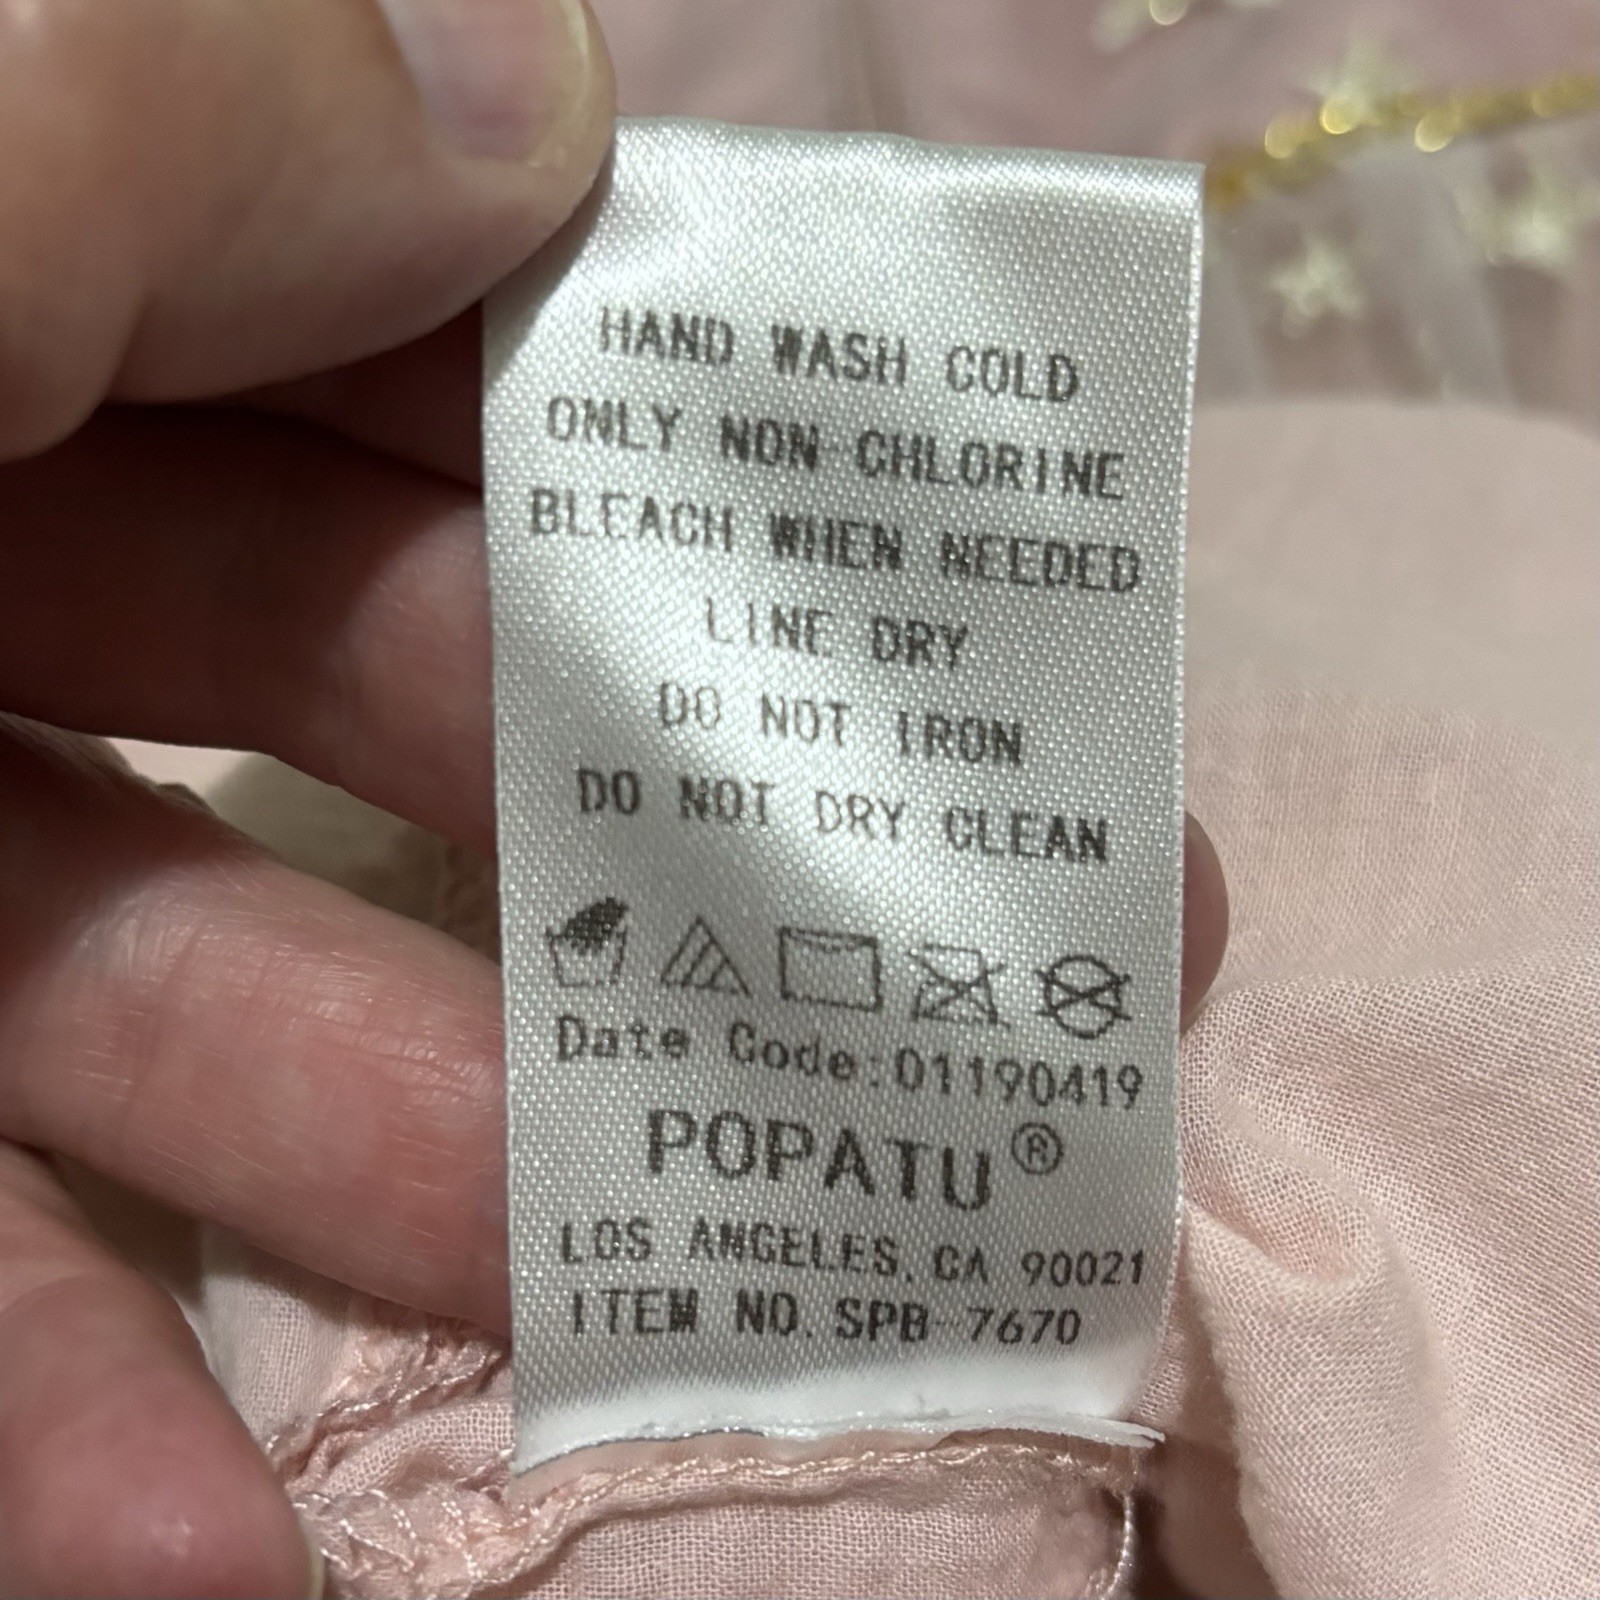 HAND WASH COLD
ONLY NON-CHLORINE
BLEACH WHEN NEEDED
LINE DRY
DO NOT IRON
DO NOT DRY CLEAN
Date Code:01190419
POPATU®
LOS ANGELES, CA 90021
ITEM NO. SPB-7670